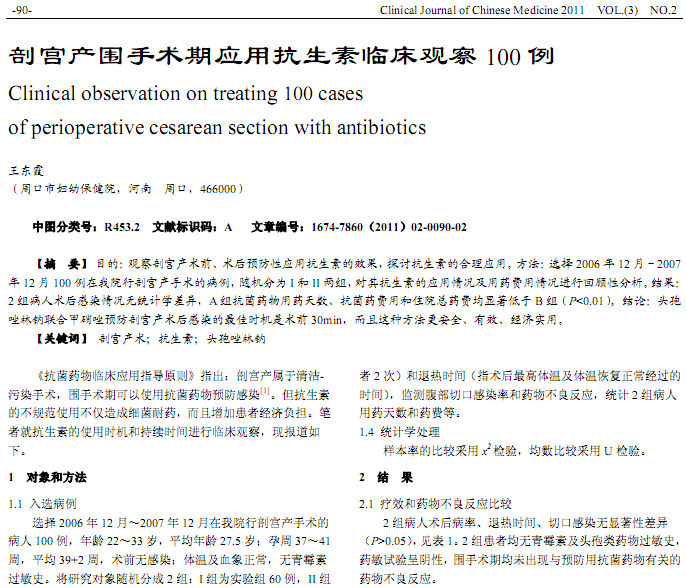 -90- Clinical Journal of Chinese Medicine 2011 VOL.(3) NO.2
剖宫产围手术期应用抗生素临床观察 100 例
Clinical observation on treating 100 cases
of perioperative cesarean section with antibiotics
王东霞
（周口市妇幼保健院，河南 周口，466000）
中图分类号：R453.2 文献标识码：A 文章编号：1674-7860（2011）02-0090-02
【摘 要】目的：观察剖宫产术前、术后预防性应用抗生素的效果，探讨抗生素的合理应用。方法：选择 2006 年 12 月－2007
年 12 月 100 例在我院行剖宫产手术的病例，随机分为 I 和 II 两组，对其抗生素的应用情况及用药费用情况进行回顾性分析。结果：
2 组病人术后感染情况无统计学差异，A 组抗菌药物用药天数、抗菌药费用和住院总药费均显著低于 B 组（P<0.01）。结论：头孢
唑林钠联合甲硝唑预防剖宫产术后感染的最佳时机是术前 30min，而且这种方法更安全、有效、经济实用。
【关键词】 剖宫产术；抗生素；头孢唑林钠
《抗菌药物临床应用指导原则》指出：剖宫产属于清洁-
污染手术，围手术期可以使用抗菌药物预防感染[1]。但抗生素
的不规范使用不仅造成细菌耐药，而且增加患者经济负担。笔
者就抗生素的使用时机和持续时间进行临床观察，现报道如
下。
1 对象和方法
1.1 入选病例
选择 2006 年 12 月～2007 年 12 月在我院行剖宫产手术的
病人 100 例，年龄 22～33 岁，平均年龄 27.5 岁；孕周 37～41
周，平均 39+2 周，术前无感染；体温及血象正常，无青霉素
过敏史。将研究对象随机分成 2 组：I 组为实验组 60 例，II 组
者 2 次）和退热时间（指术后最高体温及体温恢复正常经过的
时间），监测腹部切口感染率和药物不良反应，统计 2 组病人
用药天数和药费等。
1.4 统计学处理
样本率的比较采用 x2 检验，均数比较采用 U 检验。
2 结 果
2.1 疗效和药物不良反应比较
2 组病人术后病率、退热时间、切口感染无显著性差异
（P>0.05），见表 1。2 组患者均无青霉素及头孢类药物过敏史，
药敏试验呈阴性，围手术期均未出现与预防用抗菌药物有关的
药物不良反应。